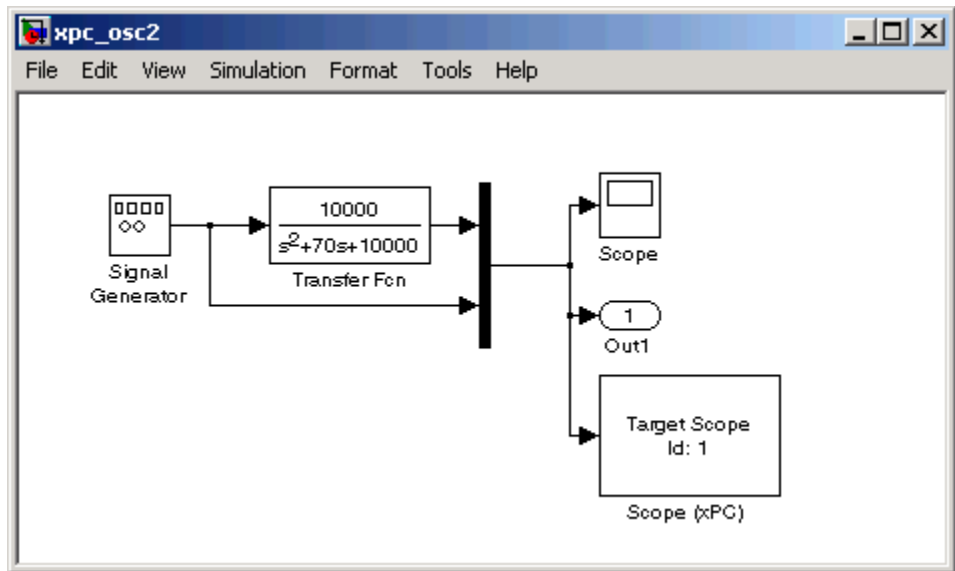 xpc_osc2
File Edit View Simulation Format Tools Help
10000
s²+70s+10000
Transfer Fcn
Signal
Generator
Scope
1
Out1
Target Scope
Id: 1
Scope (xPC)